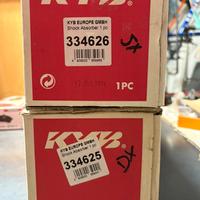 KYB
KYB EUROPE GMBH
Shock Absorber 1 pc
334626
SX
1PC
KYB
KYB EUROPE GMBH
Shock Absorber 1 pc
334625
DX